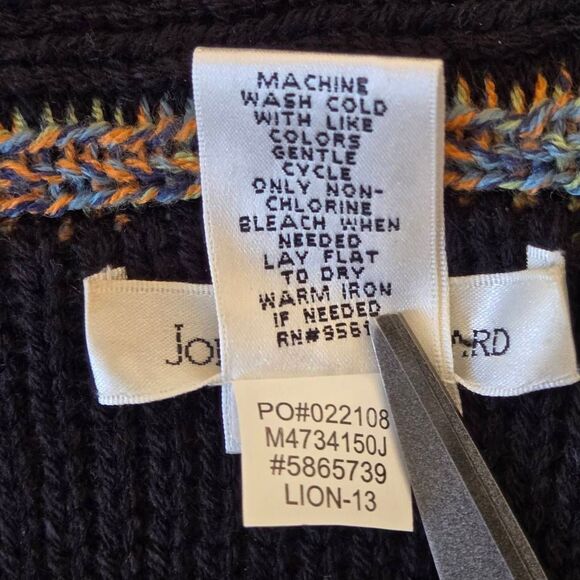 MACHINE
WASH COLD
WITH LIKE
COLORS
GENTLE
CYCLE
ONLY NON-
CHLORINE
BLEACH WHEN
NEEDED
LAY FLAT
TO DRY
WARM IRON
IF NEEDED
PO#022108
M4734150J
#5865739
LION-13